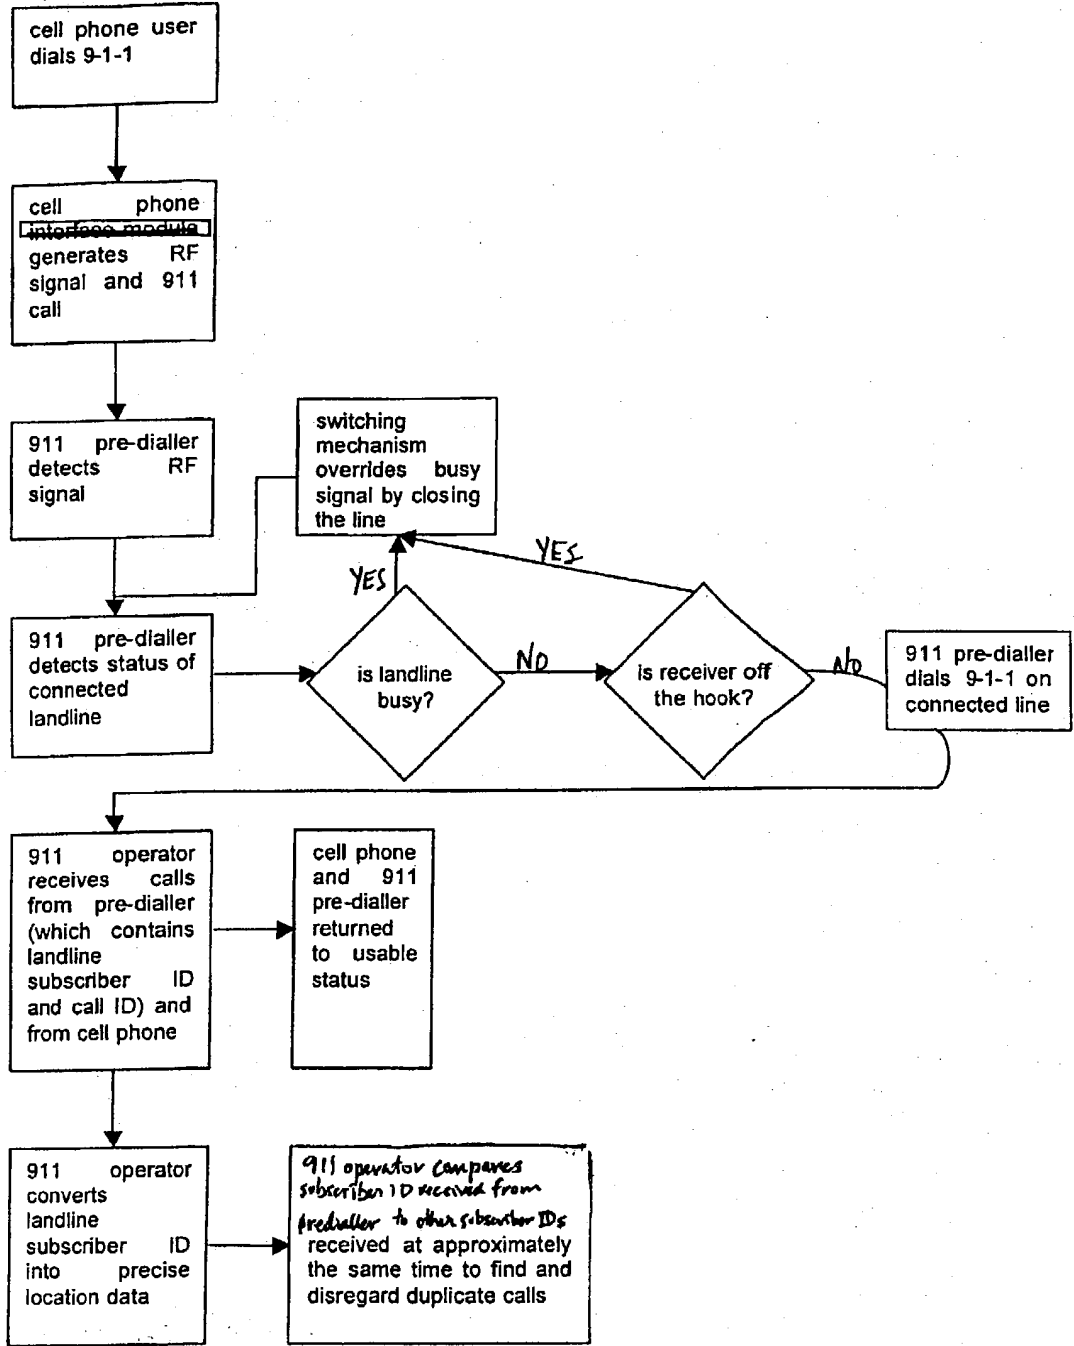 cell phone user
dials 9-1-1
cell phone
interface module
generates RF
signal and 911
call
911 pre-dialler
detects RF
signal
switching
mechanism
overrides busy
signal by closing
the line
YES
YES
911 pre-dialler
detects status of
connected
landline
is landline
busy?
NO
is receiver off
the hook?
NO
911 pre-dialler
dials 9-1-1 on
connected line
911 operator
receives calls
from pre-dialler
(which contains
landline
subscriber ID
and call ID) and
from cell phone
cell phone
and 911
pre-dialler
returned
to usable
status
911 operator
converts
landline
subscriber ID
into precise
location data
911 operator compares
subscriber ID received from
predialler to other subscriber IDs
received at approximately
the same time to find and
disregard duplicate calls